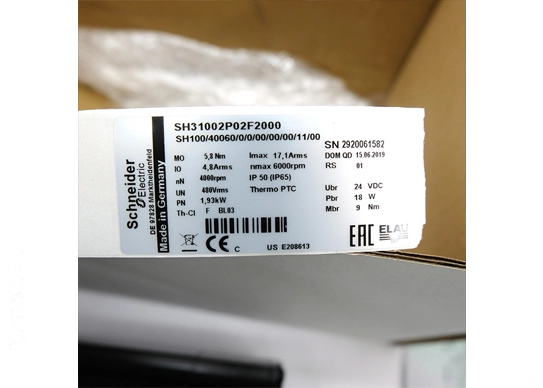 Schneider
Electric
DE 97828 Marktheidenfeld
Made in Germany
SH31002P02F2000
SH100/40060/0/0/00/00/00/11/00
SN 2920061582
DOM QD 15.06.2019
RS 01
MO 5,8 Nm Imax 17,1Arms
IO 4,8Arms nmax 6000rpm
nN 4000rpm IP 50 (IP65)
UN 480Vrms Thermo PTC
PN 1,93kW
Th-Cl F BL03
Ubr 24 VDC
Pbr 18 W
Mbr 9 Nm
CE C
US E208613
EAC ELAU